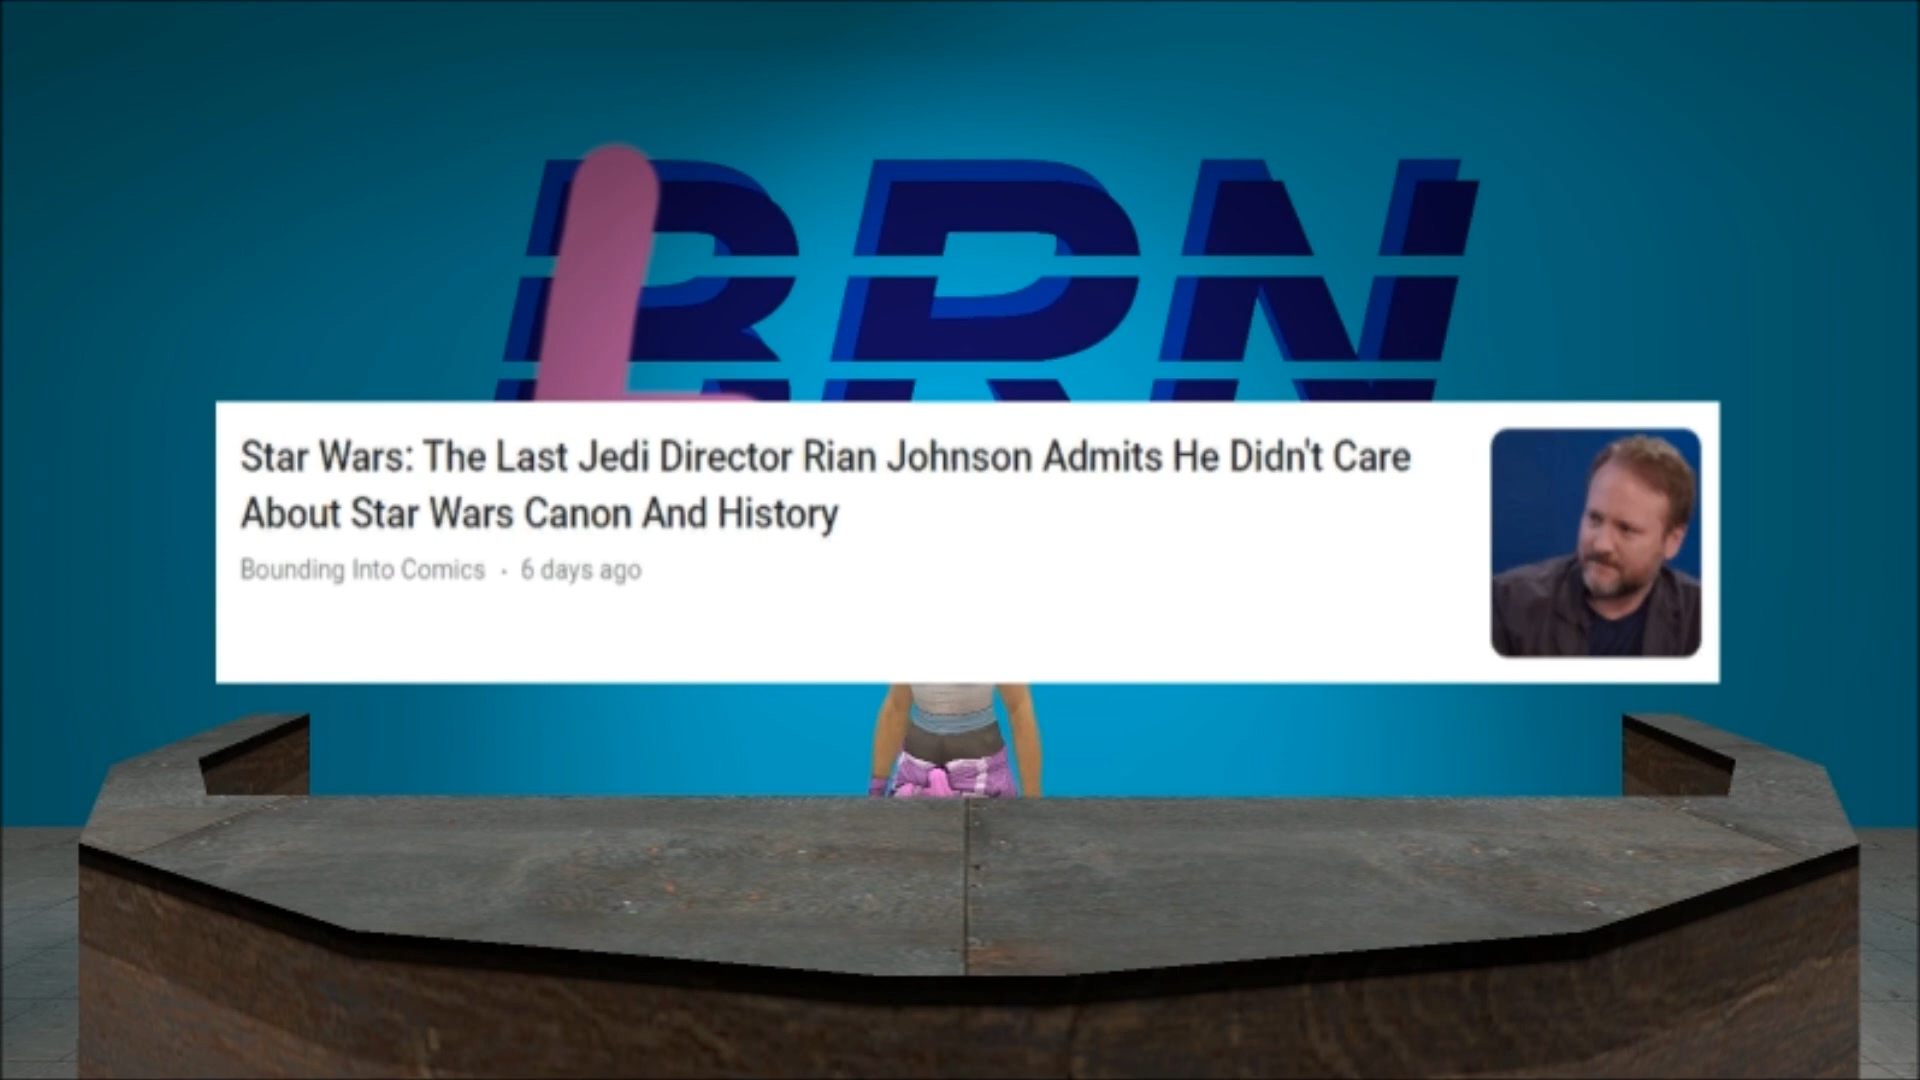 BRN
Star Wars: The Last Jedi Director Rian Johnson Admits He Didn't Care
About Star Wars Canon And History
Bounding Into Comics · 6 days ago